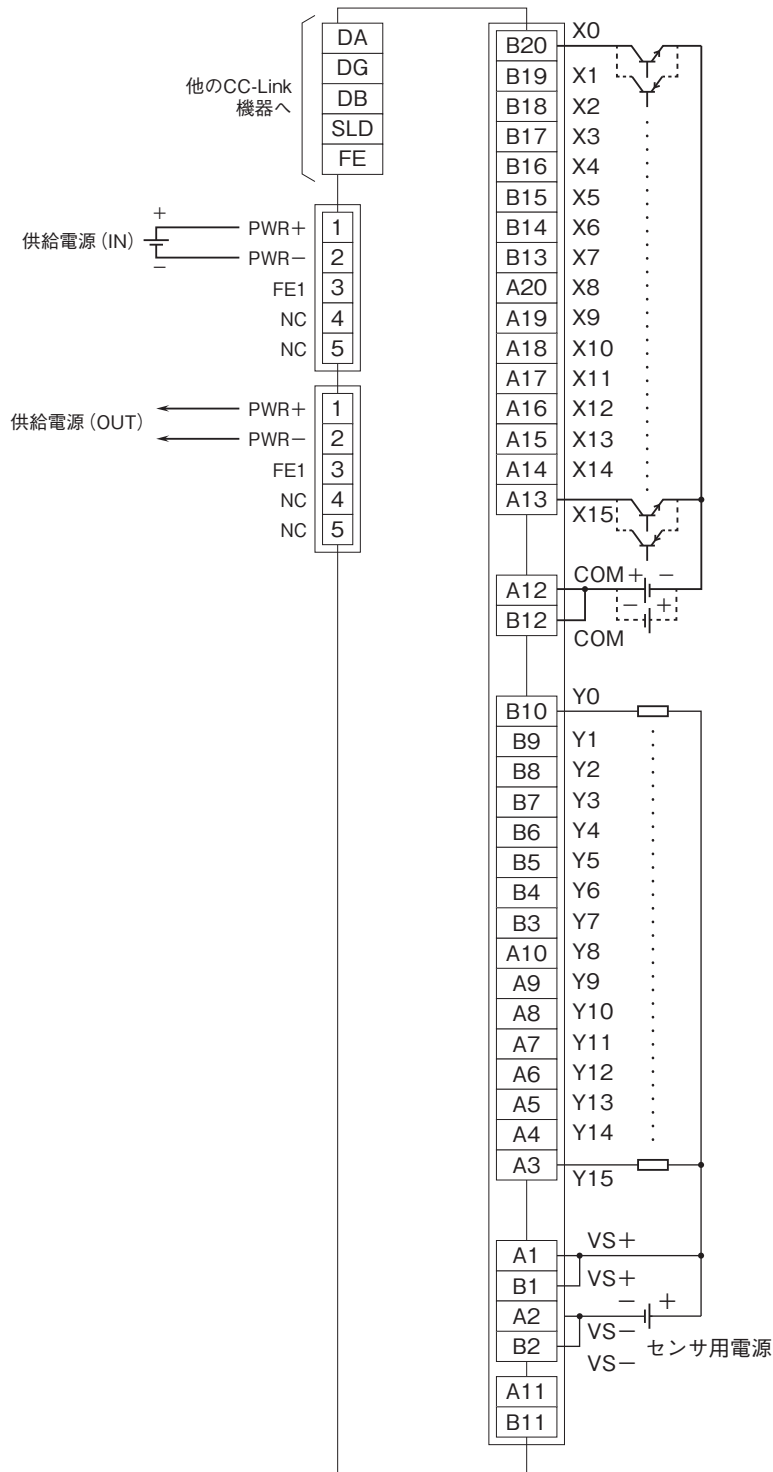 DA
DG
DB
SLD
FE
他のCC-Link
機器へ
+
−
供給電源(IN)
PWR+ 1
PWR− 2
FE1 3
NC 4
NC 5
供給電源(OUT)
PWR+ 1
PWR− 2
FE1 3
NC 4
NC 5
B20 X0
B19 X1
B18 X2
B17 X3
B16 X4
B15 X5
B14 X6
B13 X7
A20 X8
A19 X9
A18 X10
A17 X11
A16 X12
A15 X13
A14 X14
A13 X15
A12 COM + −
− +
B12 COM
B10 Y0
B9 Y1
B8 Y2
B7 Y3
B6 Y4
B5 Y5
B4 Y6
B3 Y7
A10 Y8
A9 Y9
A8 Y10
A7 Y11
A6 Y12
A5 Y13
A4 Y14
A3 Y15
A1 VS+
B1 VS+
− +
A2 VS−
B2 VS−
センサ用電源
A11
B11